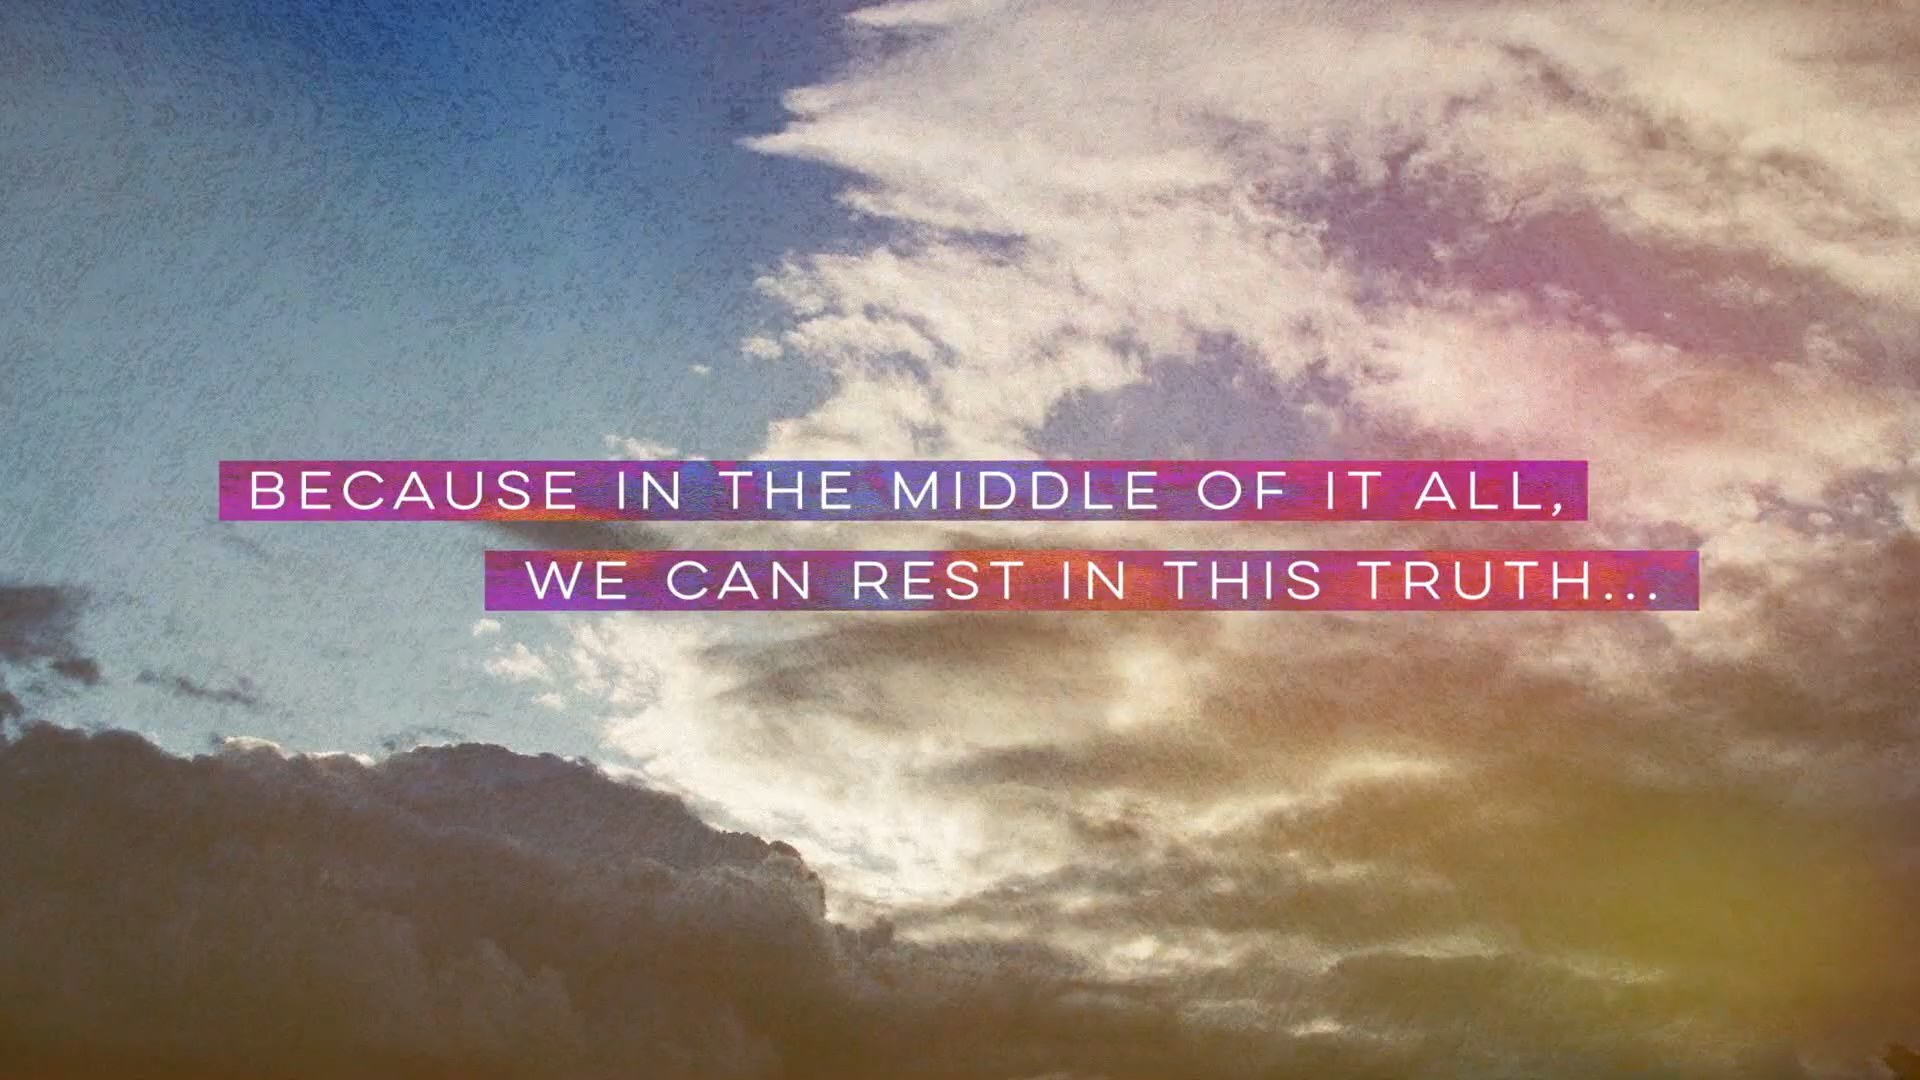 BECAUSE IN THE MIDDLE OF IT ALL,
WE CAN REST IN THIS TRUTH...